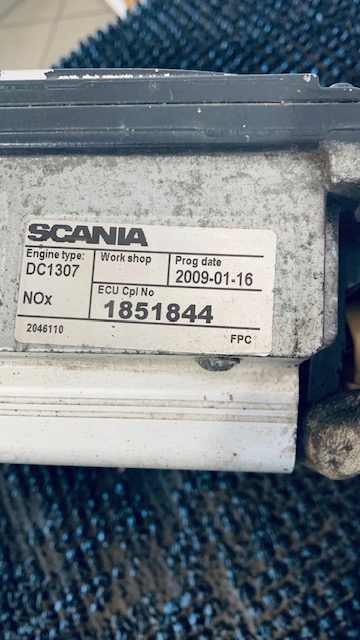 SCANIA
Engine type: Work shop Prog date
DC1307 2009-01-16
NOx ECU Cpl No
1851844
2046110 FPC